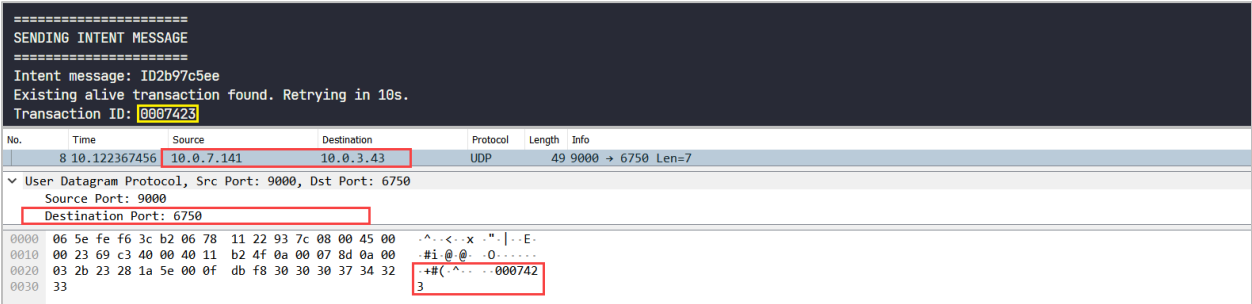 ======================
SENDING INTENT MESSAGE
======================
Intent message: ID2b97c5ee
Existing alive transaction found. Retrying in 10s.
Transaction ID: 0007423
No. Time Source Destination Protocol Length Info
8 10.122367456 10.0.7.141 10.0.3.43 UDP 49 9000 → 6750 Len=7
User Datagram Protocol, Src Port: 9000, Dst Port: 6750
Source Port: 9000
Destination Port: 6750
0000 06 5e fe f6 3c b2 06 78 11 22 93 7c 08 00 45 00 ·^··<··x ·"·|··E·
0010 00 23 69 c3 40 00 40 11 b2 4f 0a 00 07 8d 0a 00 ·#i·@·@· ·O······
0020 03 2b 23 28 1a 5e 00 0f db f8 30 30 30 37 34 32 ·+#(·^·· ··000742
0030 33 3